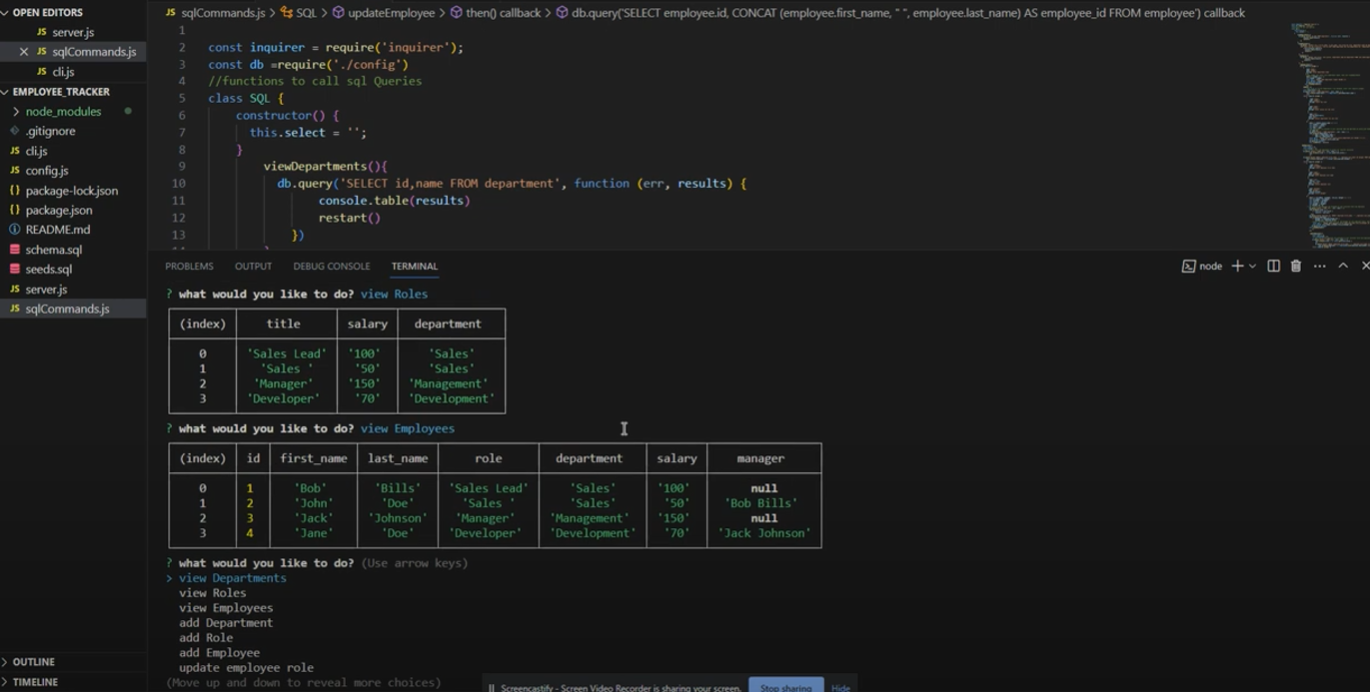 OPEN EDITORS
JS server.js
JS sqlCommands.js
JS cli.js
EMPLOYEE_TRACKER
node_modules
.gitignore
JS cli.js
JS config.js
{} package-lock.json
{} package.json
README.md
schema.sql
seeds.sql
JS server.js
JS sqlCommands.js
OUTLINE
TIMELINE
JS sqlCommands.js > SQL > updateEmployee > then() callback > db.query('SELECT employee.id, CONCAT (employee.first_name, " ", employee.last_name) AS employee_id FROM employee') callback
1
2 const inquirer = require('inquirer');
3 const db =require('./config')
4 //functions to call sql Queries
5 class SQL {
6 constructor() {
7 this.select = '';
8 }
9 viewDepartments(){
10 db.query('SELECT id,name FROM department', function (err, results) {
11 console.table(results)
12 restart()
13 })
PROBLEMS OUTPUT DEBUG CONSOLE TERMINAL node
? what would you like to do? view Roles
(index) title salary department
0 'Sales Lead' '100' 'Sales'
1 'Sales ' '50' 'Sales'
2 'Manager' '150' 'Management'
3 'Developer' '70' 'Development'
? what would you like to do? view Employees
(index) id first_name last_name role department salary manager
0 1 'Bob' 'Bills' 'Sales Lead' 'Sales' '100' null
1 2 'John' 'Doe' 'Sales ' 'Sales' '50' 'Bob Bills'
2 3 'Jack' 'Johnson' 'Manager' 'Management' '150' null
3 4 'Jane' 'Doe' 'Developer' 'Development' '70' 'Jack Johnson'
? what would you like to do? (Use arrow keys)
> view Departments
view Roles
view Employees
add Department
add Role
add Employee
update employee role
(Move up and down to reveal more choices)
Screencastify - Screen Video Recorder is sharing your screen. Stop sharing Hide